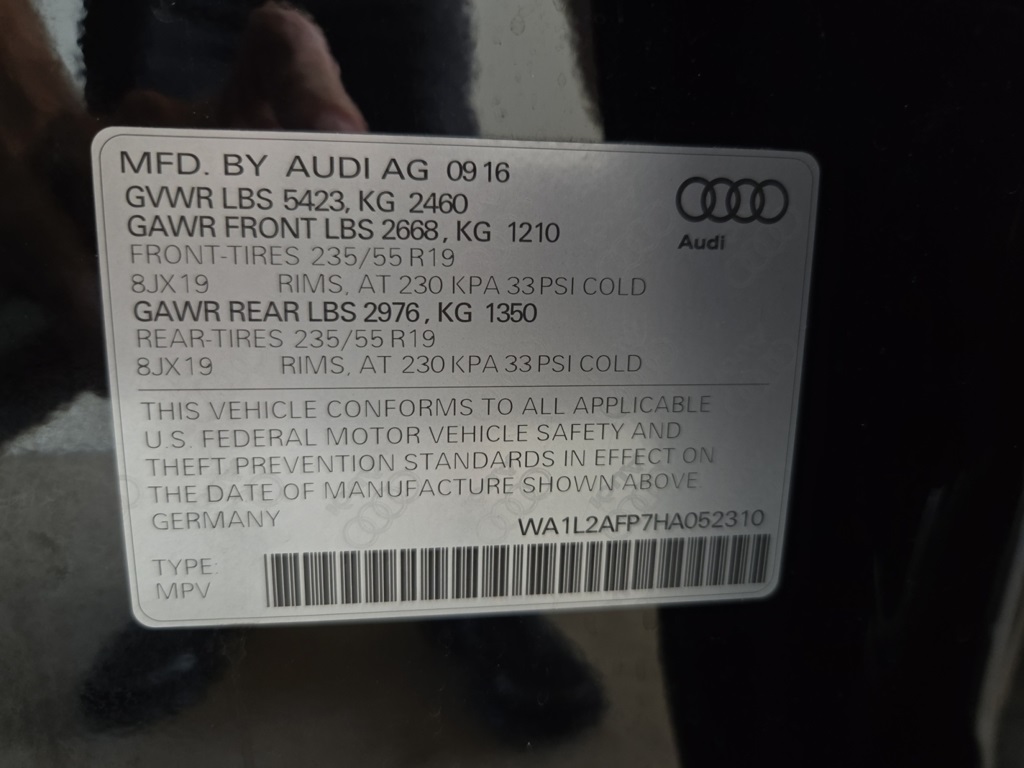 MFD. BY AUDI AG 09 16
GVWR LBS 5423, KG 2460
GAWR FRONT LBS 2668, KG 1210
FRONT-TIRES 235/55 R19
8JX19 RIMS, AT 230 KPA 33 PSI COLD
GAWR REAR LBS 2976, KG 1350
REAR-TIRES 235/55 R19
8JX19 RIMS, AT 230 KPA 33 PSI COLD
Audi
THIS VEHICLE CONFORMS TO ALL APPLICABLE
U.S. FEDERAL MOTOR VEHICLE SAFETY AND
THEFT PREVENTION STANDARDS IN EFFECT ON
THE DATE OF MANUFACTURE SHOWN ABOVE
GERMANY WA1L2AFP7HA052310
TYPE:
MPV